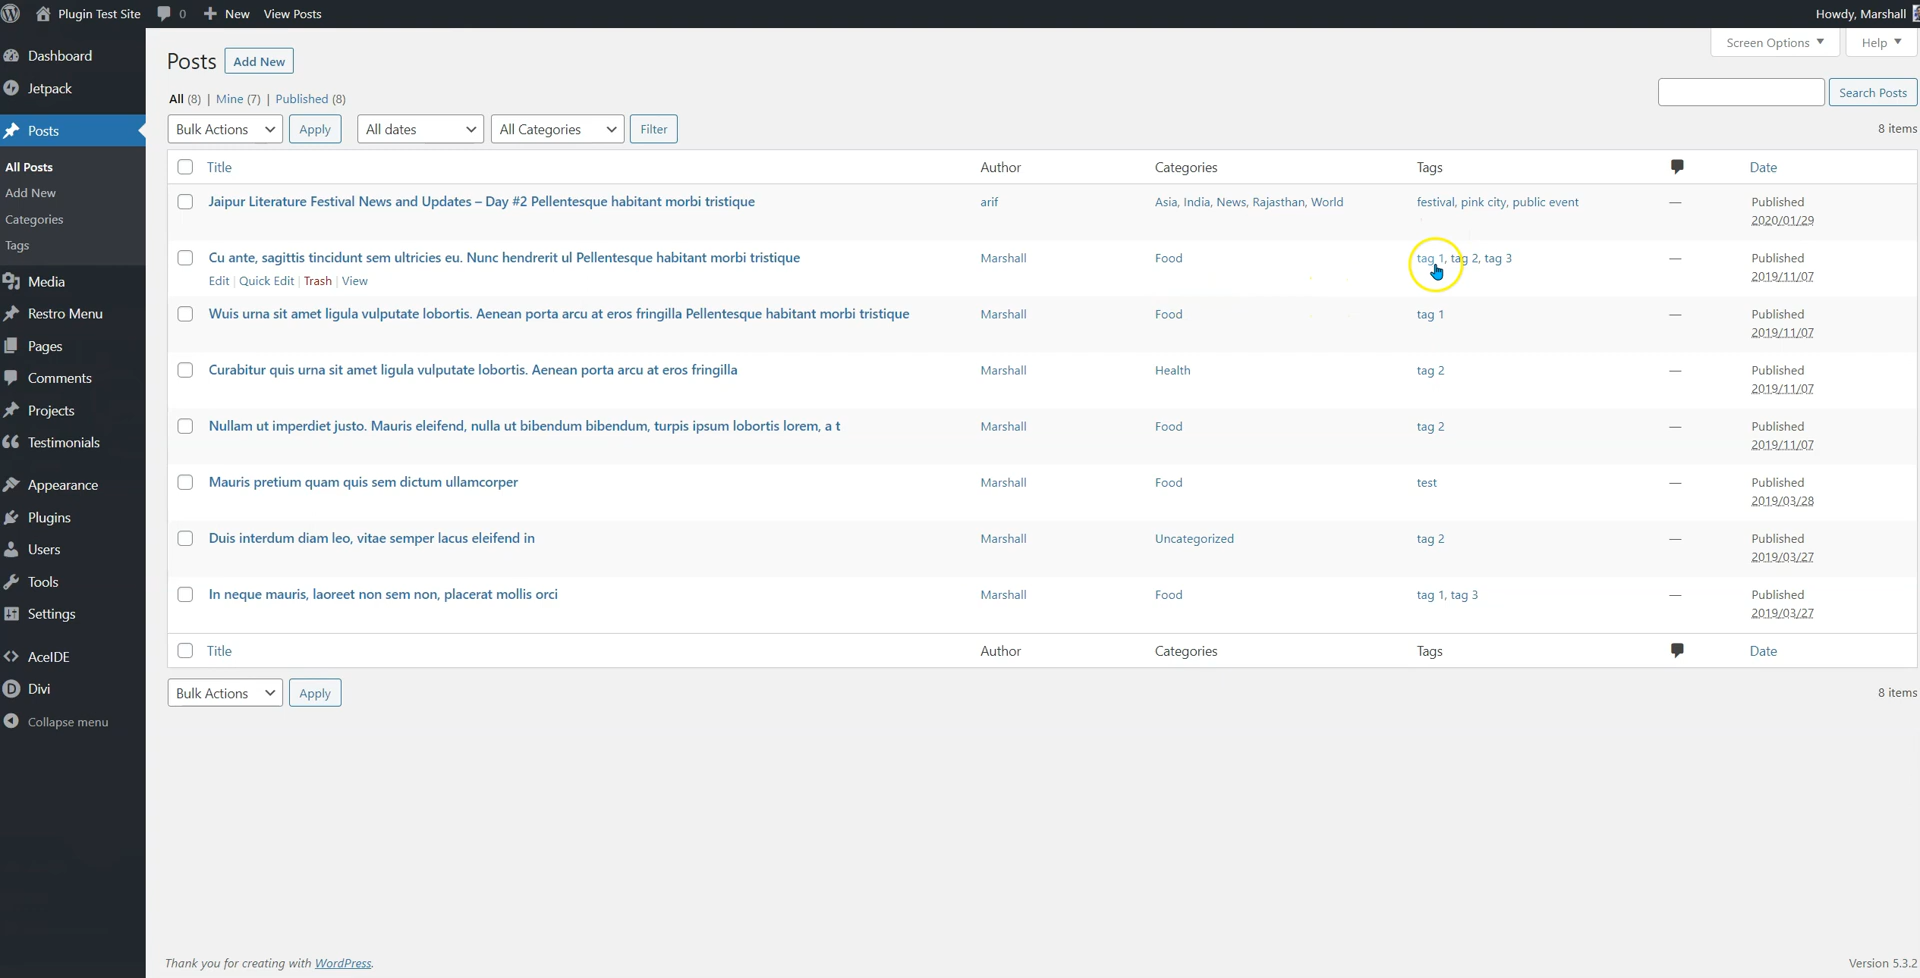 Plugin Test Site 0 New View Posts Howdy, Marshall
Screen Options Help
Dashboard
Jetpack
Posts
All Posts
Add New
Categories
Tags
Media
Restro Menu
Pages
Comments
Projects
Testimonials
Appearance
Plugins
Users
Tools
Settings
AceIDE
Divi
Collapse menu
Posts Add New
All (8) | Mine (7) | Published (8)
Search Posts
Bulk Actions Apply All dates All Categories Filter 8 items
Title Author Categories Tags Date
Jaipur Literature Festival News and Updates – Day #2 Pellentesque habitant morbi tristique arif Asia, India, News, Rajasthan, World festival, pink city, public event — Published
2020/01/29
Cu ante, sagittis tincidunt sem ultricies eu. Nunc hendrerit ul Pellentesque habitant morbi tristique Marshall Food tag 1, tag 2, tag 3 — Published
Edit | Quick Edit | Trash | View 2019/11/07
Wuis urna sit amet ligula vulputate lobortis. Aenean porta arcu at eros fringilla Pellentesque habitant morbi tristique Marshall Food tag 1 — Published
2019/11/07
Curabitur quis urna sit amet ligula vulputate lobortis. Aenean porta arcu at eros fringilla Marshall Health tag 2 — Published
2019/11/07
Nullam ut imperdiet justo. Mauris eleifend, nulla ut bibendum bibendum, turpis ipsum lobortis lorem, a t Marshall Food tag 2 — Published
2019/11/07
Mauris pretium quam quis sem dictum ullamcorper Marshall Food test — Published
2019/03/28
Duis interdum diam leo, vitae semper lacus eleifend in Marshall Uncategorized tag 2 — Published
2019/03/27
In neque mauris, laoreet non sem non, placerat mollis orci Marshall Food tag 1, tag 3 — Published
2019/03/27
Title Author Categories Tags Date
Bulk Actions Apply 8 items
Thank you for creating with WordPress. Version 5.3.2